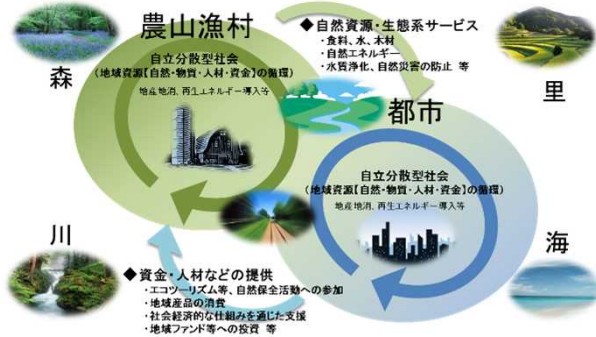 農山漁村
自立分散型社会
(地域資源【自然・物質・人材・資金】の循環)
地産地消、再生エネルギー導入等
森
◆自然資源・生態系サービス
・食料、水、木材
・自然エネルギー
・水質浄化、自然災害の防止 等
里
都市
自立分散型社会
(地域資源【自然・物質・人材・資金】の循環)
地産地消、再生エネルギー導入等
川
海
◆資金・人材などの提供
・エコツーリズム等、自然保全活動への参加
・地域産品の消費
・社会経済的な仕組みを通じた支援
・地域ファンド等への投資 等